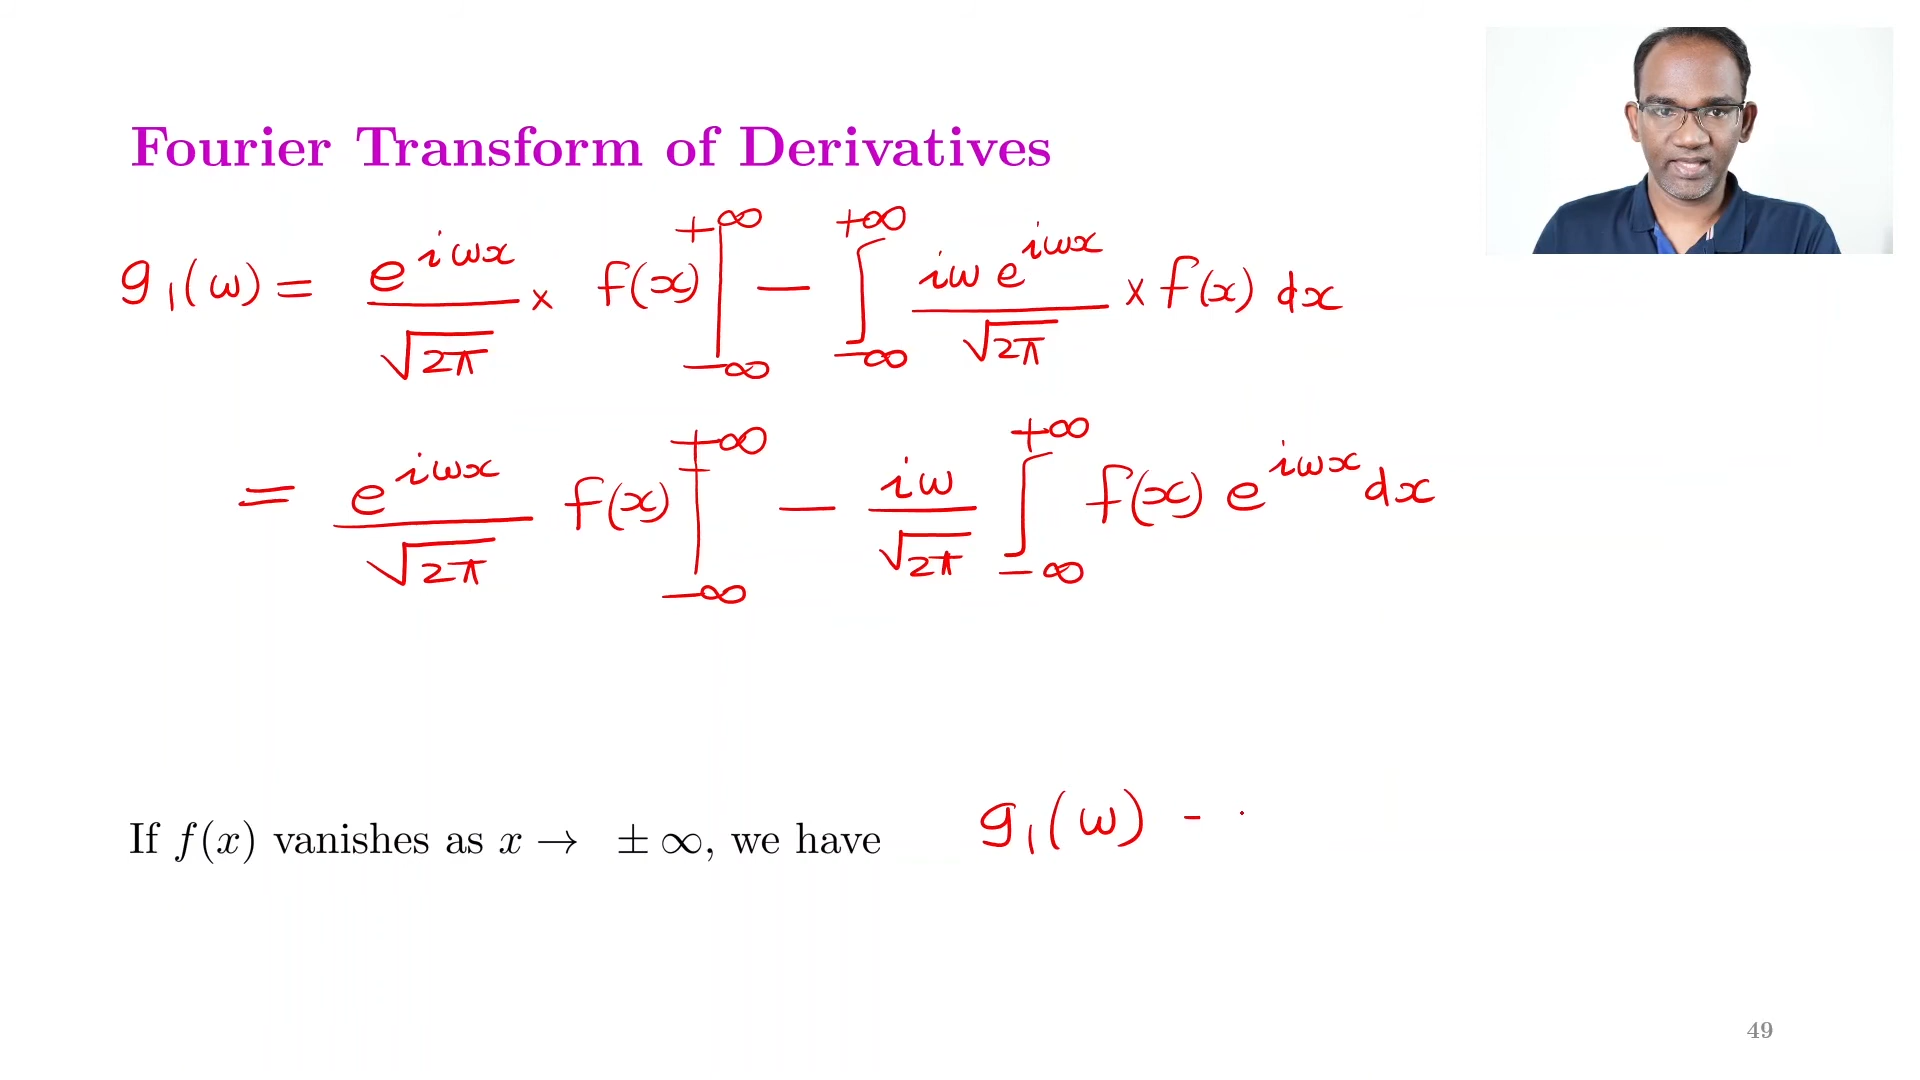 Fourier Transform of Derivatives
g₁(ω) = e^{iωx}/√2π × f(x) |_{-∞}^{+∞} − ∫_{-∞}^{+∞} iω e^{iωx}/√2π × f(x) dx
= e^{iωx}/√2π f(x) |_{-∞}^{+∞} − iω/√2π ∫_{-∞}^{+∞} f(x) e^{iωx} dx
If f(x) vanishes as x → ± ∞, we have g₁(ω) -
49